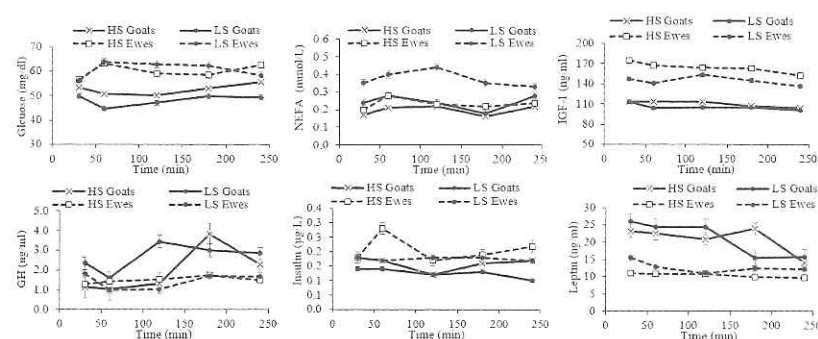 HS Goats LS Goats
HS Ewes LS Ewes
Glucose (mg/dl)
70
60
50
40
30
0 50 100 150 200 250
Time (min)
HS Goats LS Goats
HS Ewes LS Ewes
NEFA (mmol/L)
0.6
0.5
0.4
0.3
0.2
0.1
0.0
0 50 100 150 200 250
Time (min)
HS Goats LS Goats
HS Ewes LS Ewes
IGF-1 (ng/ml)
200
170
140
110
80
50
0 50 100 150 200 250
Time (min)
HS Goats LS Goats
HS Ewes LS Ewes
GH (ng/ml)
5.0
4.0
3.0
2.0
1.0
0.0
0 50 100 150 200 250
Time (min)
HS Goats LS Goats
HS Ewes LS Ewes
Insulin (µg/L)
0.4
0.3
0.3
0.2
0.2
0.1
0.1
0.0
0 50 100 150 200 250
Time (min)
HS Goats LS Goats
HS Ewes LS Ewes
Leptin (ng/ml)
30
25
20
15
10
5
0
0 50 100 150 200 250
Time (min)